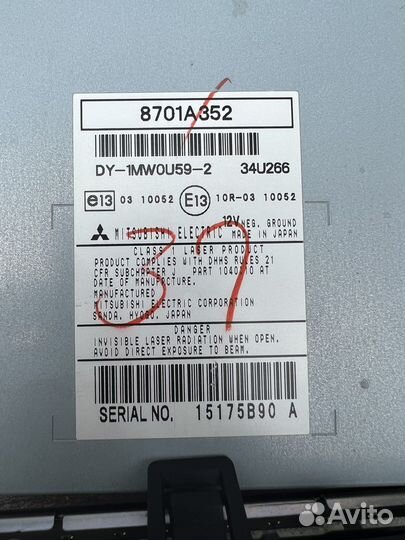 8701A352
DY-1MW0U59-2 34U266
e13 03 10052 E13 10R-03 10052
12V NEG. GROUND
MITSUBISHI ELECTRIC MADE IN JAPAN
CLASS 1 LASER PRODUCT
PRODUCT COMPLIES WITH DHHS RULES 21
CFR SUBCHAPTER J PART 1040.10 AT
DATE OF MANUFACTURE.
MANUFACTURED
MITSUBISHI ELECTRIC CORPORATION
SANDA, HYOGO, JAPAN
37
DANGER
INVISIBLE LASER RADIATION WHEN OPEN.
AVOID DIRECT EXPOSURE TO BEAM.
SERIAL NO. 15175B90 A
Avito